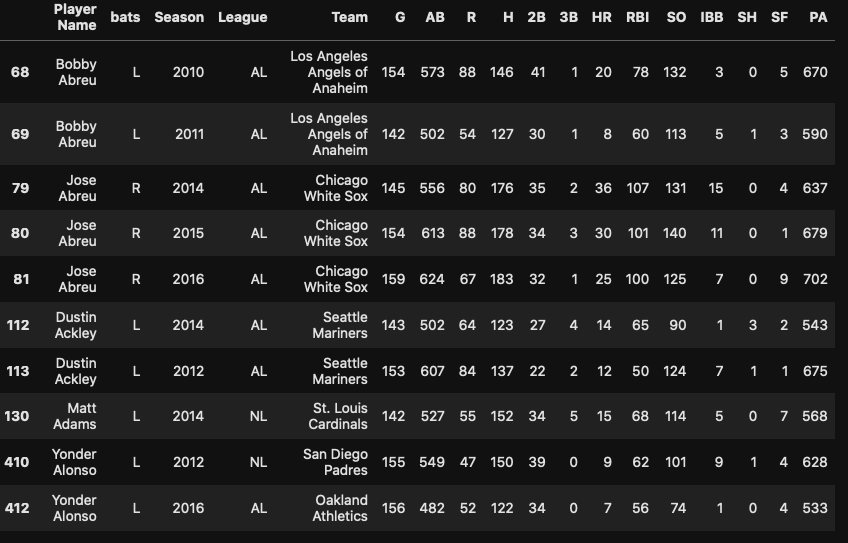 Player Name bats Season League Team G AB R H 2B 3B HR RBI SO IBB SH SF PA
68 Bobby Abreu L 2010 AL Los Angeles Angels of Anaheim 154 573 88 146 41 1 20 78 132 3 0 5 670
69 Bobby Abreu L 2011 AL Los Angeles Angels of Anaheim 142 502 54 127 30 1 8 60 113 5 1 3 590
79 Jose Abreu R 2014 AL Chicago White Sox 145 556 80 176 35 2 36 107 131 15 0 4 637
80 Jose Abreu R 2015 AL Chicago White Sox 154 613 88 178 34 3 30 101 140 11 0 1 679
81 Jose Abreu R 2016 AL Chicago White Sox 159 624 67 183 32 1 25 100 125 7 0 9 702
112 Dustin Ackley L 2014 AL Seattle Mariners 143 502 64 123 27 4 14 65 90 1 3 2 543
113 Dustin Ackley L 2012 AL Seattle Mariners 153 607 84 137 22 2 12 50 124 7 1 1 675
130 Matt Adams L 2014 NL St. Louis Cardinals 142 527 55 152 34 5 15 68 114 5 0 7 568
410 Yonder Alonso L 2012 NL San Diego Padres 155 549 47 150 39 0 9 62 101 9 1 4 628
412 Yonder Alonso L 2016 AL Oakland Athletics 156 482 52 122 34 0 7 56 74 1 0 4 533